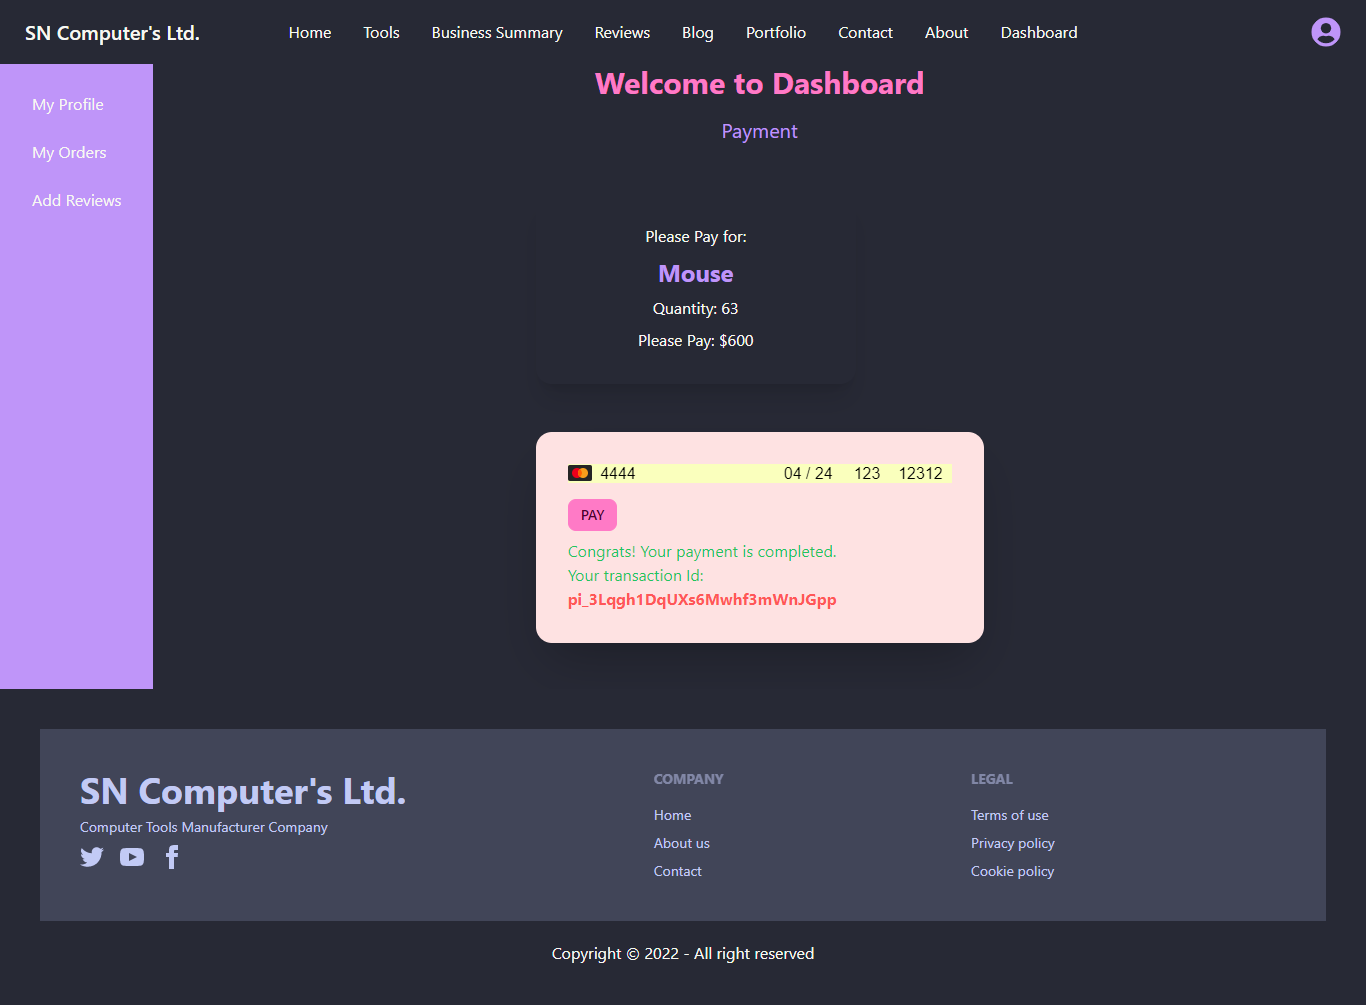 SN Computer's Ltd. Home Tools Business Summary Reviews Blog Portfolio Contact About Dashboard
My Profile
My Orders
Add Reviews
Welcome to Dashboard
Payment
Please Pay for:
Mouse
Quantity: 63
Please Pay: $600
4444 04 / 24 123 12312
PAY
Congrats! Your payment is completed.
Your transaction Id:
pi_3Lqgh1DqUXs6Mwhf3mWnJGpp
SN Computer's Ltd.
Computer Tools Manufacturer Company
COMPANY
Home
About us
Contact
LEGAL
Terms of use
Privacy policy
Cookie policy
Copyright © 2022 - All right reserved